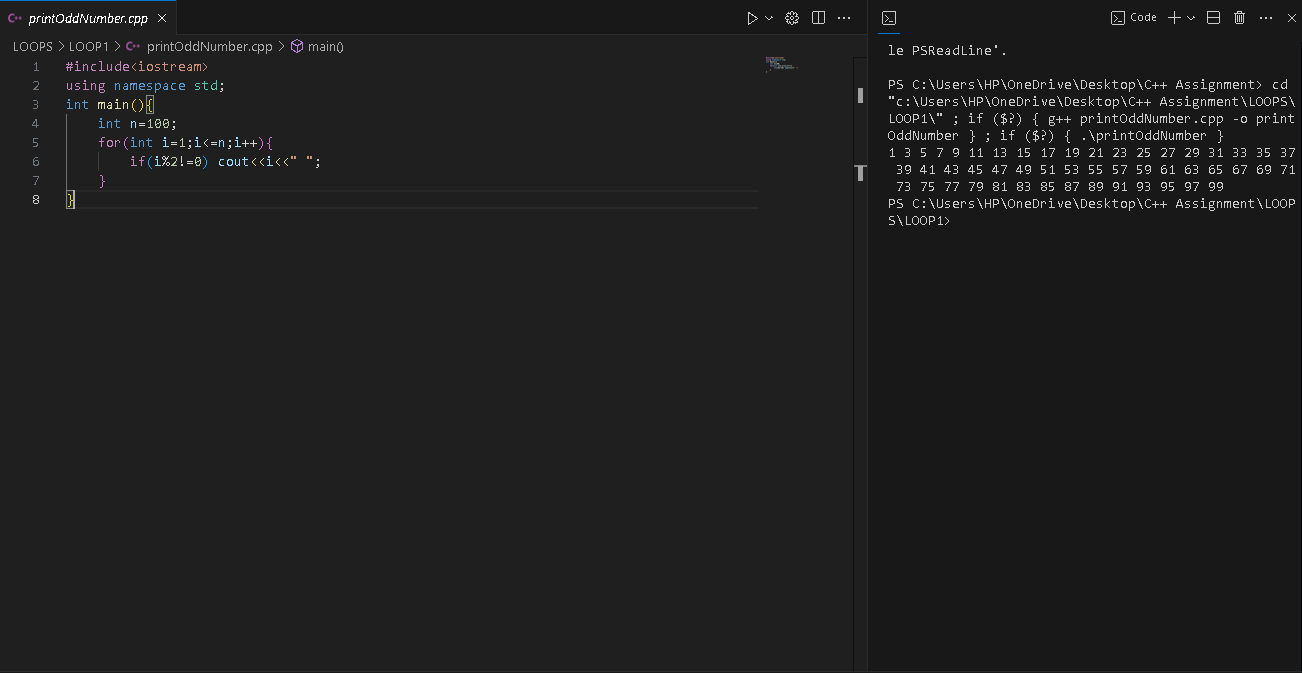 printOddNumber.cpp
LOOPS > LOOP1 > printOddNumber.cpp > main()
1 #include<iostream>
2 using namespace std;
3 int main(){
4 int n=100;
5 for(int i=1;i<=n;i++){
6 if(i%2!=0) cout<<i<<" ";
7 }
8 }
Code
le PSReadLine'.
PS C:\Users\HP\OneDrive\Desktop\C++ Assignment> cd
"c:\Users\HP\OneDrive\Desktop\C++ Assignment\LOOPS\
LOOP1\" ; if ($?) { g++ printOddNumber.cpp -o print
OddNumber } ; if ($?) { .\printOddNumber }
1 3 5 7 9 11 13 15 17 19 21 23 25 27 29 31 33 35 37
39 41 43 45 47 49 51 53 55 57 59 61 63 65 67 69 71
73 75 77 79 81 83 85 87 89 91 93 95 97 99
PS C:\Users\HP\OneDrive\Desktop\C++ Assignment\LOOP
S\LOOP1>